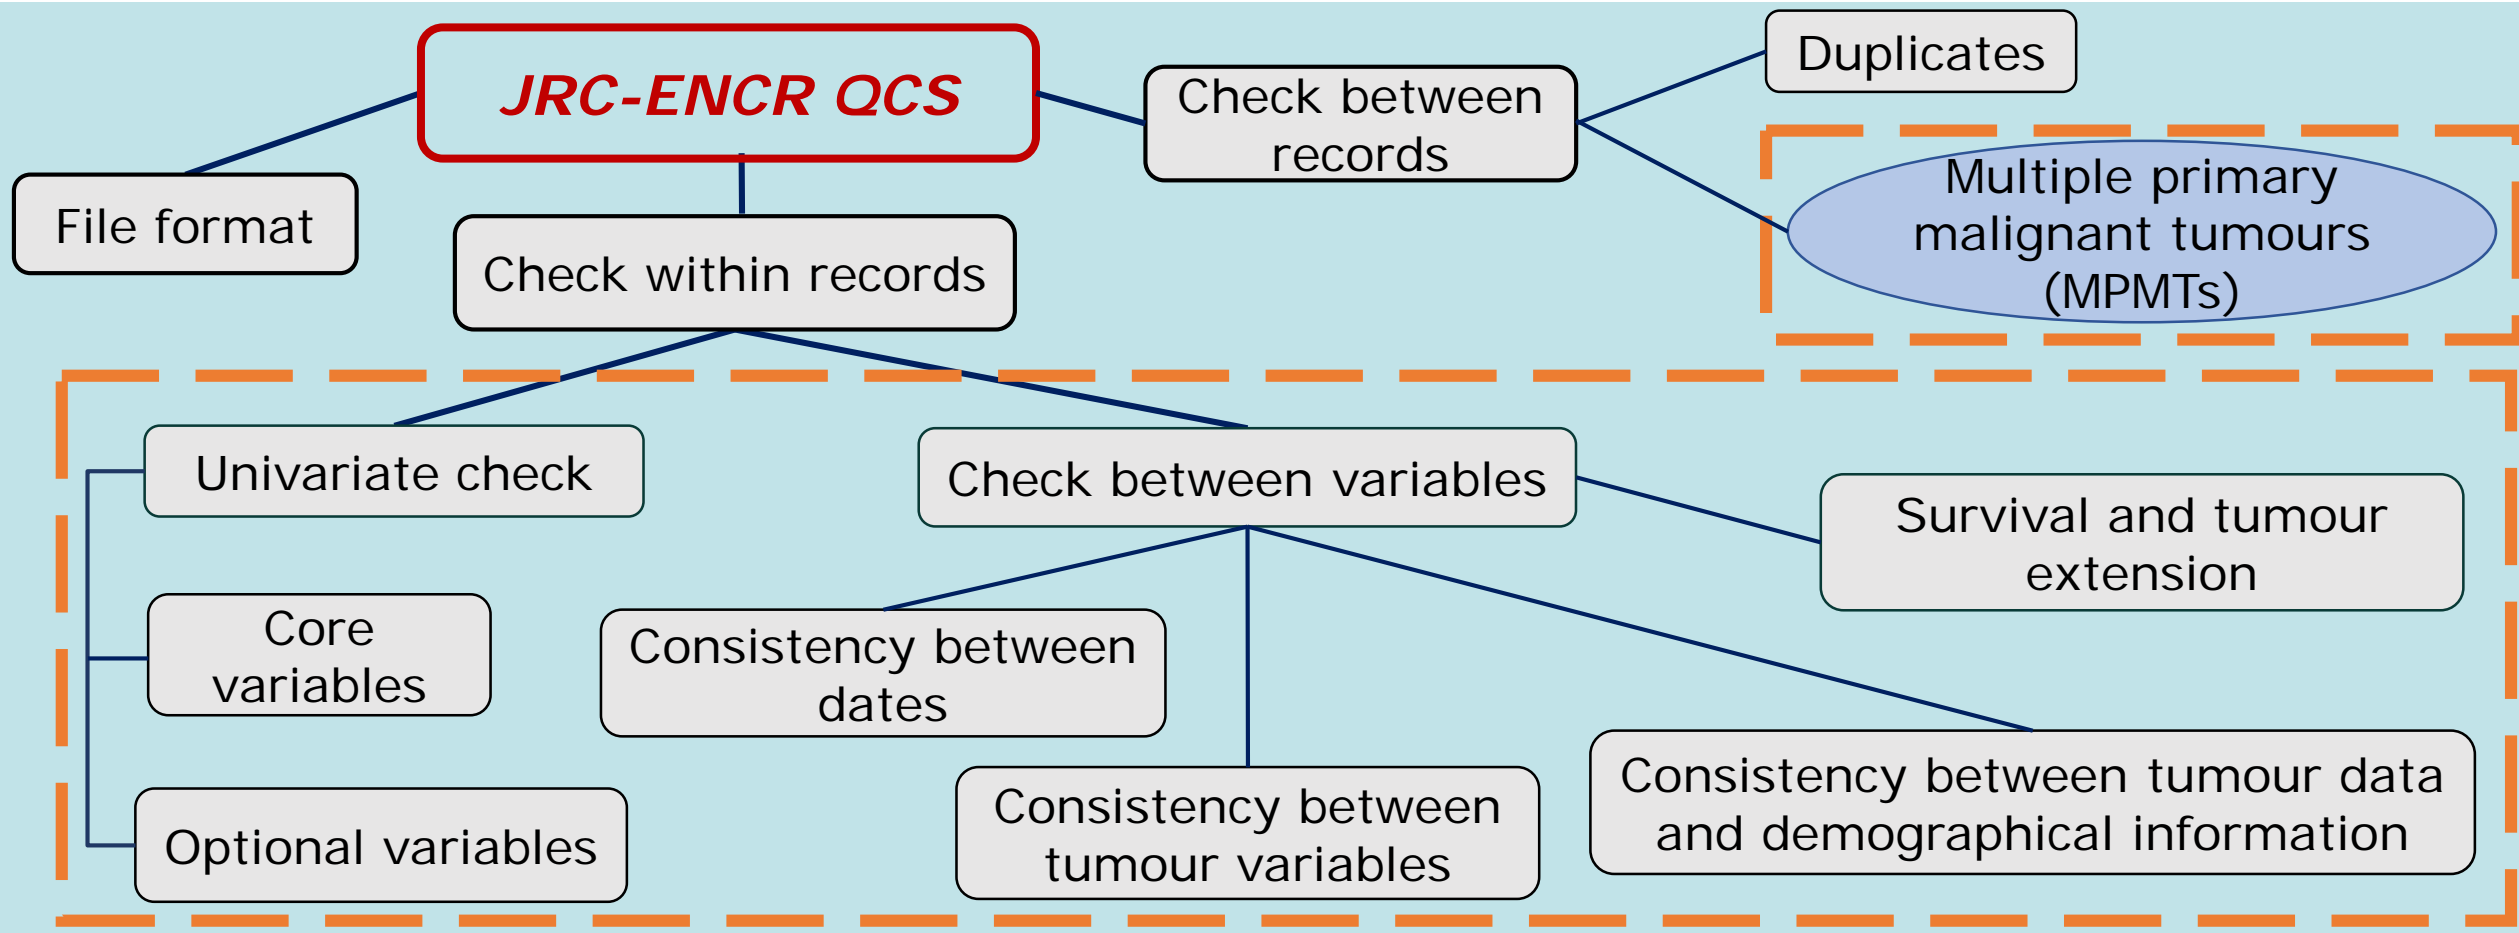 JRC-ENCR QCS
Duplicates
Check between
records
Multiple primary
malignant tumours
(MPMTs)
File format
Check within records
Univariate check
Check between variables
Survival and tumour
extension
Core
variables
Consistency between
dates
Optional variables
Consistency between
tumour variables
Consistency between tumour data
and demographical information